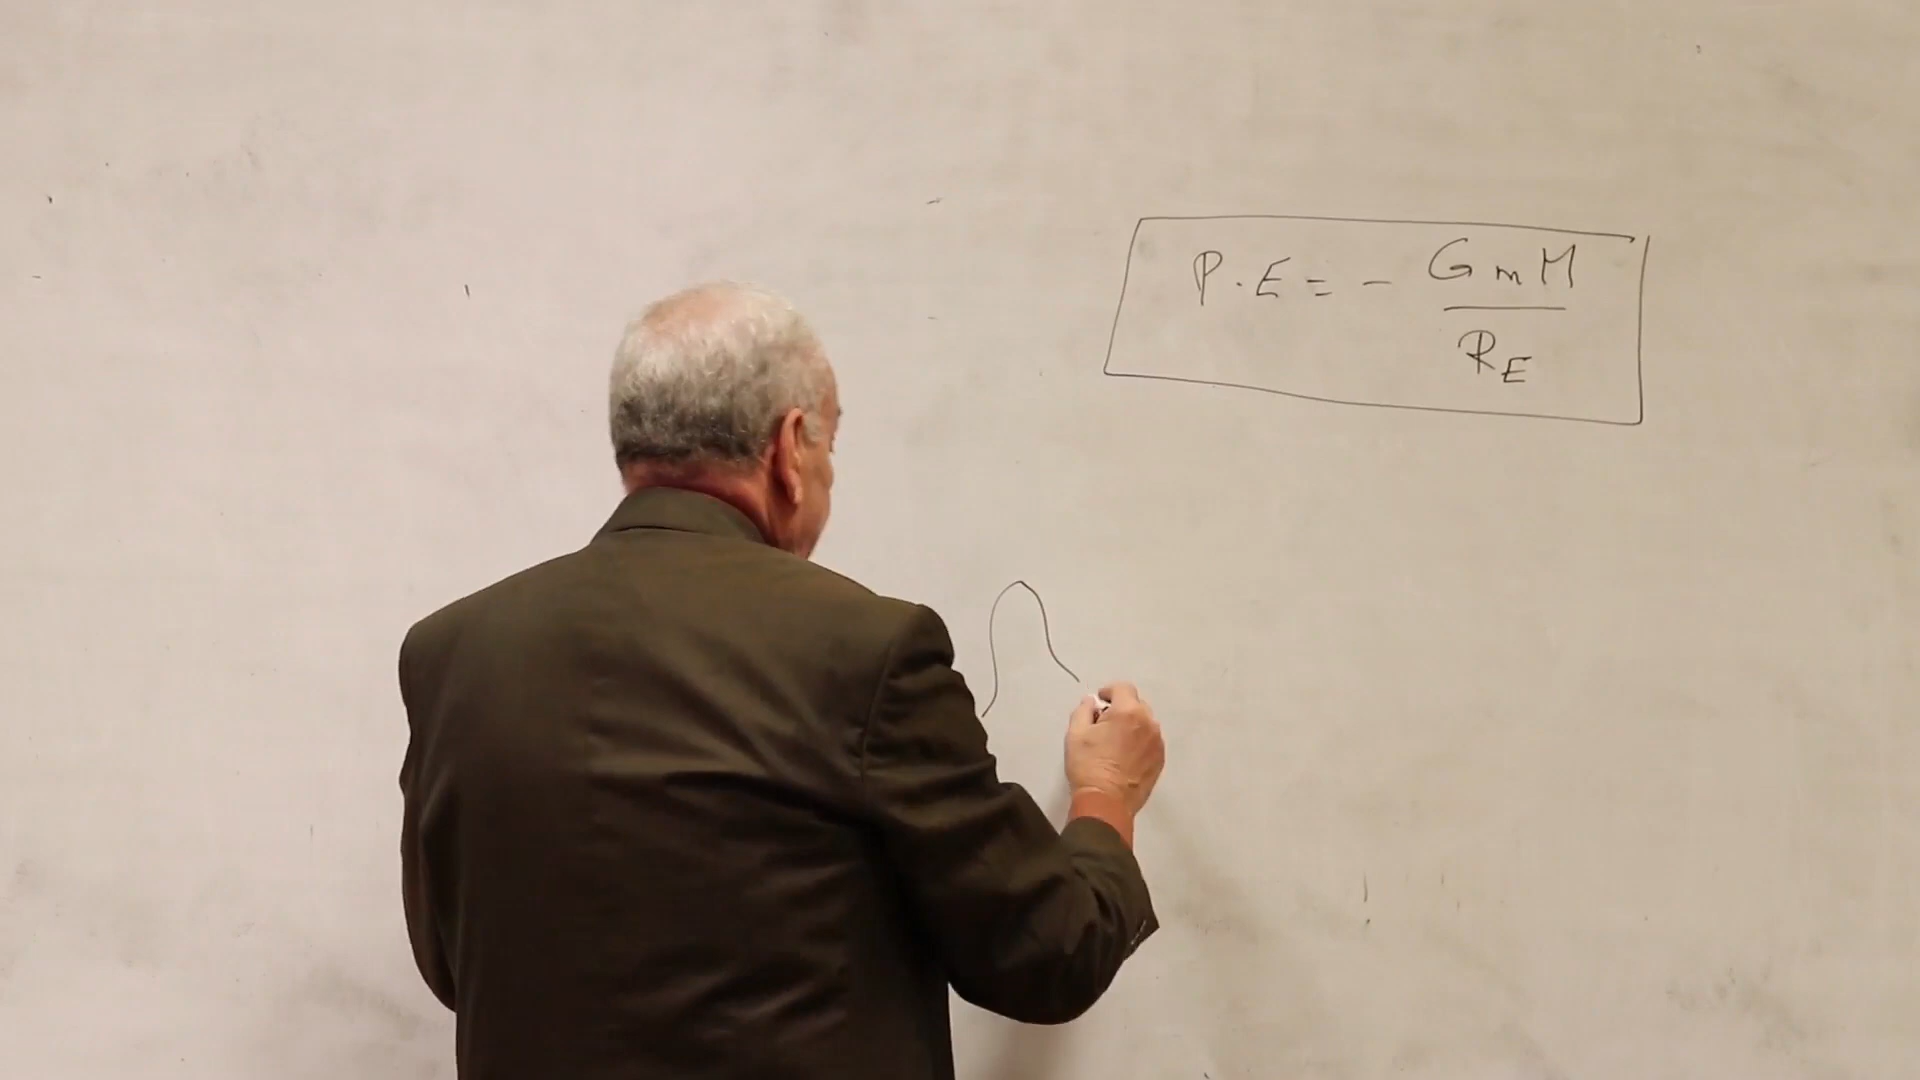 P.E = - GmM / R_E